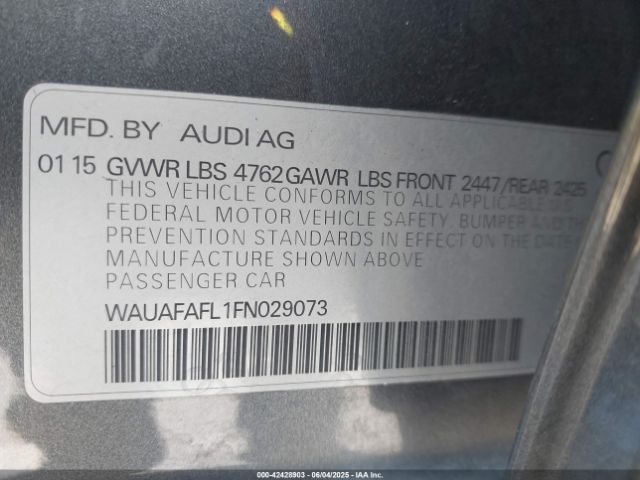 MFD. BY AUDI AG
01 15 GVWR LBS 4762 GAWR LBS FRONT 2447/REAR 2425
THIS VEHICLE CONFORMS TO ALL APPLICABLE U.S.
FEDERAL MOTOR VEHICLE SAFETY, BUMPER AND
PREVENTION STANDARDS IN EFFECT ON THE DATE
MANUFACTURE SHOWN ABOVE
PASSENGER CAR
WAUAFAFL1FN029073
000-42428903 - 06/04/2025 - IAA Inc.